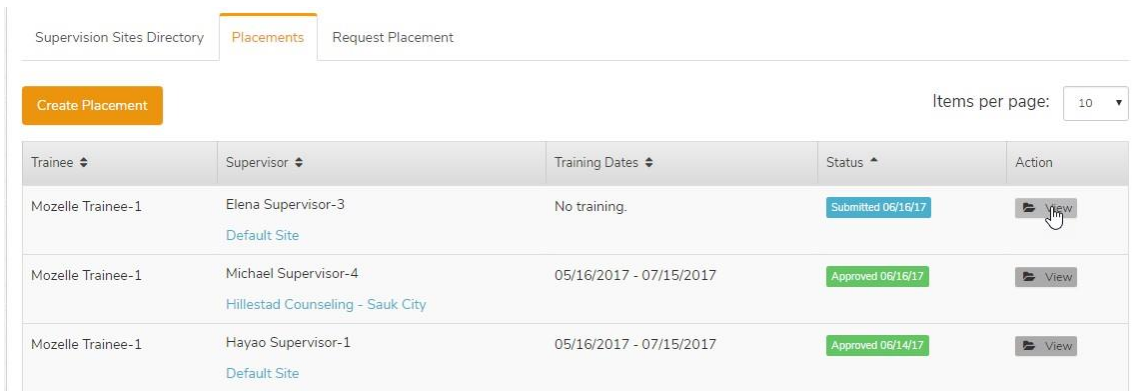 Supervision Sites Directory Placements Request Placement
Create Placement Items per page: 10
Trainee Supervisor Training Dates Status Action
Mozelle Trainee-1 Elena Supervisor-3 No training. Submitted 06/16/17 View
Default Site
Mozelle Trainee-1 Michael Supervisor-4 05/16/2017 - 07/15/2017 Approved 06/16/17 View
Hillestad Counseling - Sauk City
Mozelle Trainee-1 Hayao Supervisor-1 05/16/2017 - 07/15/2017 Approved 06/14/17 View
Default Site